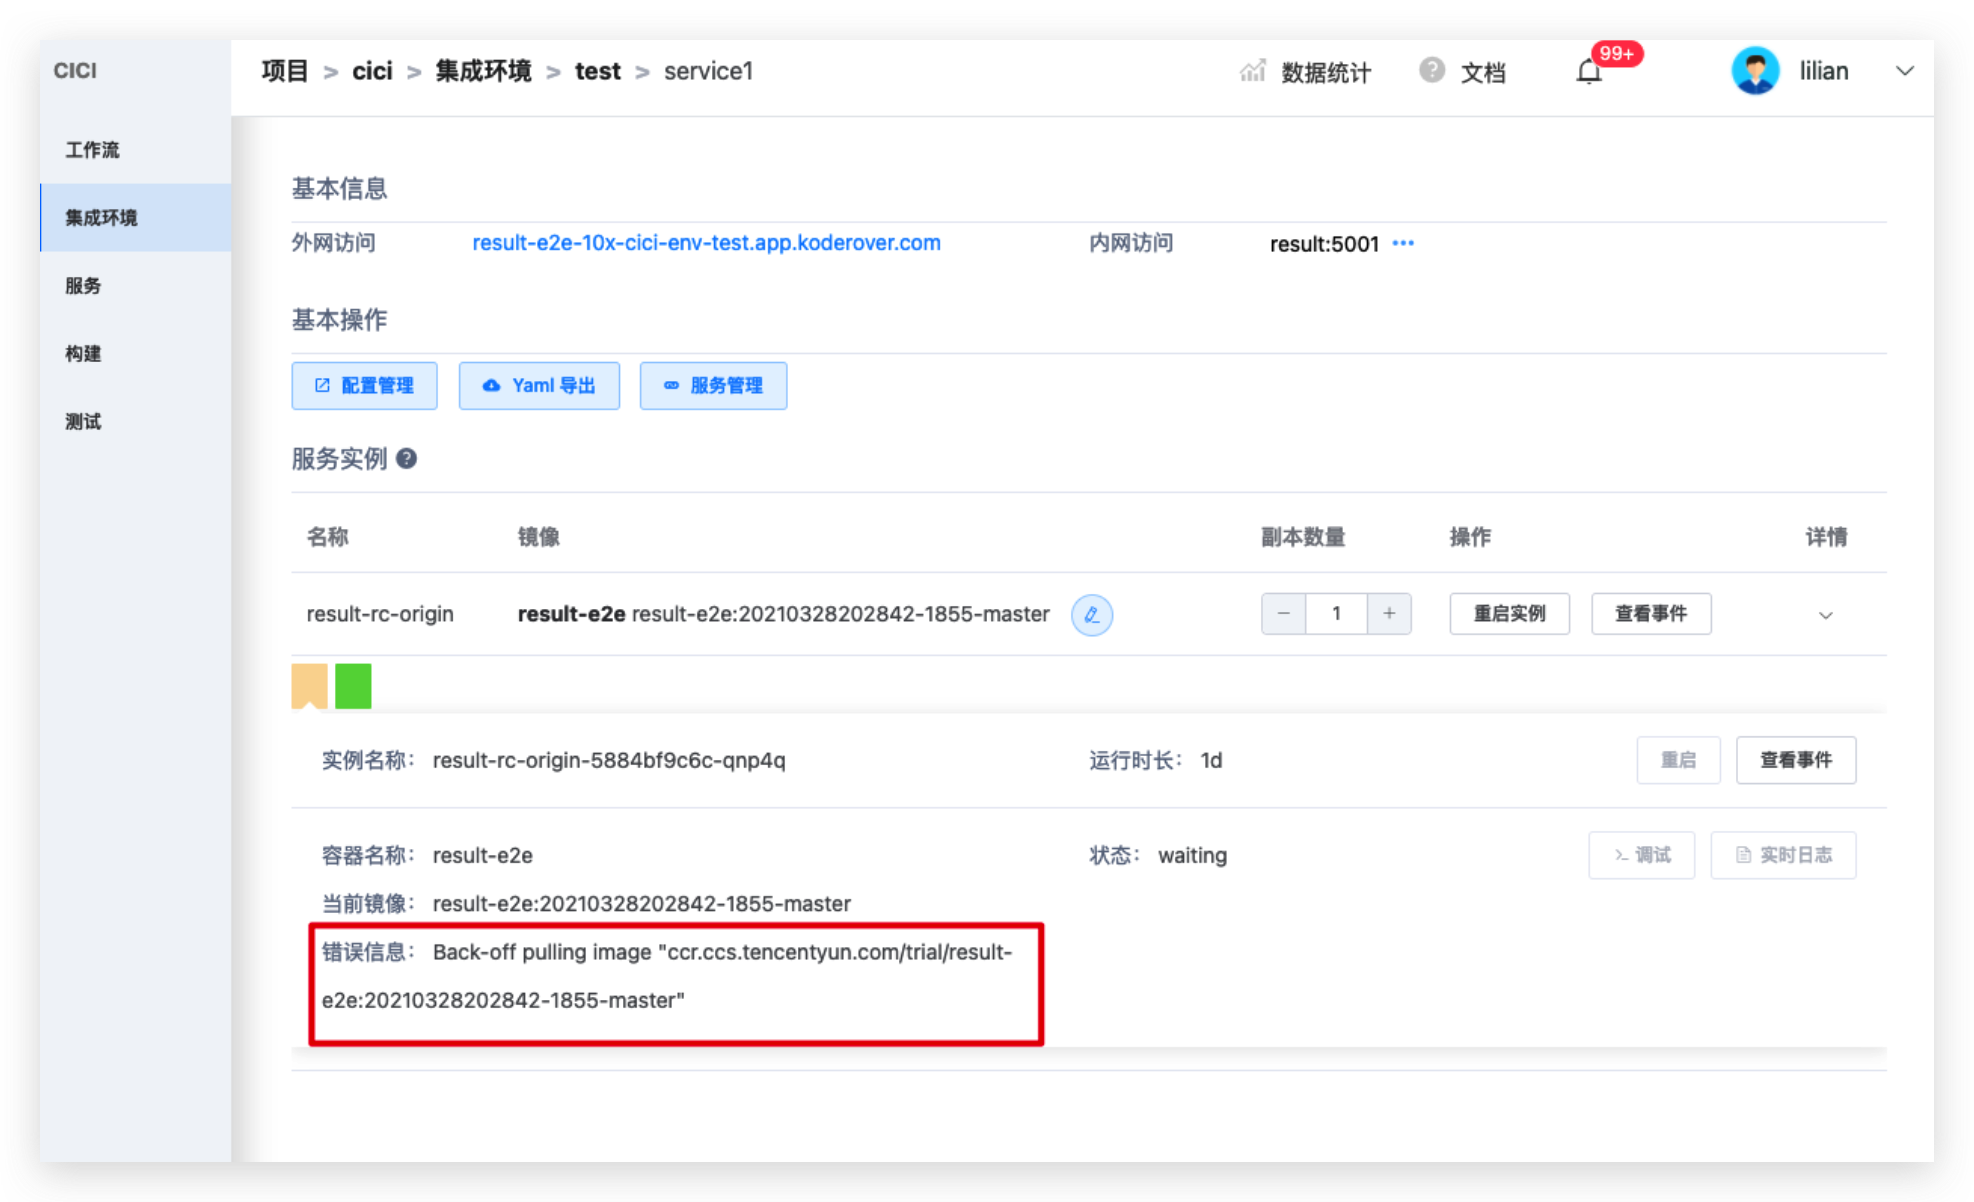 CICI
项目 > cici > 集成环境 > test > service1
数据统计
文档
99+
lilian
工作流
集成环境
服务
构建
测试
基本信息
外网访问 result-e2e-10x-cici-env-test.app.koderover.com 内网访问 result:5001 •••
基本操作
配置管理 Yaml 导出 服务管理
服务实例 ?
名称 镜像 副本数量 操作 详情
result-rc-origin result-e2e result-e2e:20210328202842-1855-master − 1 + 重启实例 查看事件
实例名称： result-rc-origin-5884bf9c6c-qnp4q 运行时长： 1d 重启 查看事件
容器名称： result-e2e 状态： waiting >_ 调试 实时日志
当前镜像： result-e2e:20210328202842-1855-master
错误信息： Back-off pulling image "ccr.ccs.tencentyun.com/trial/result-
e2e:20210328202842-1855-master"